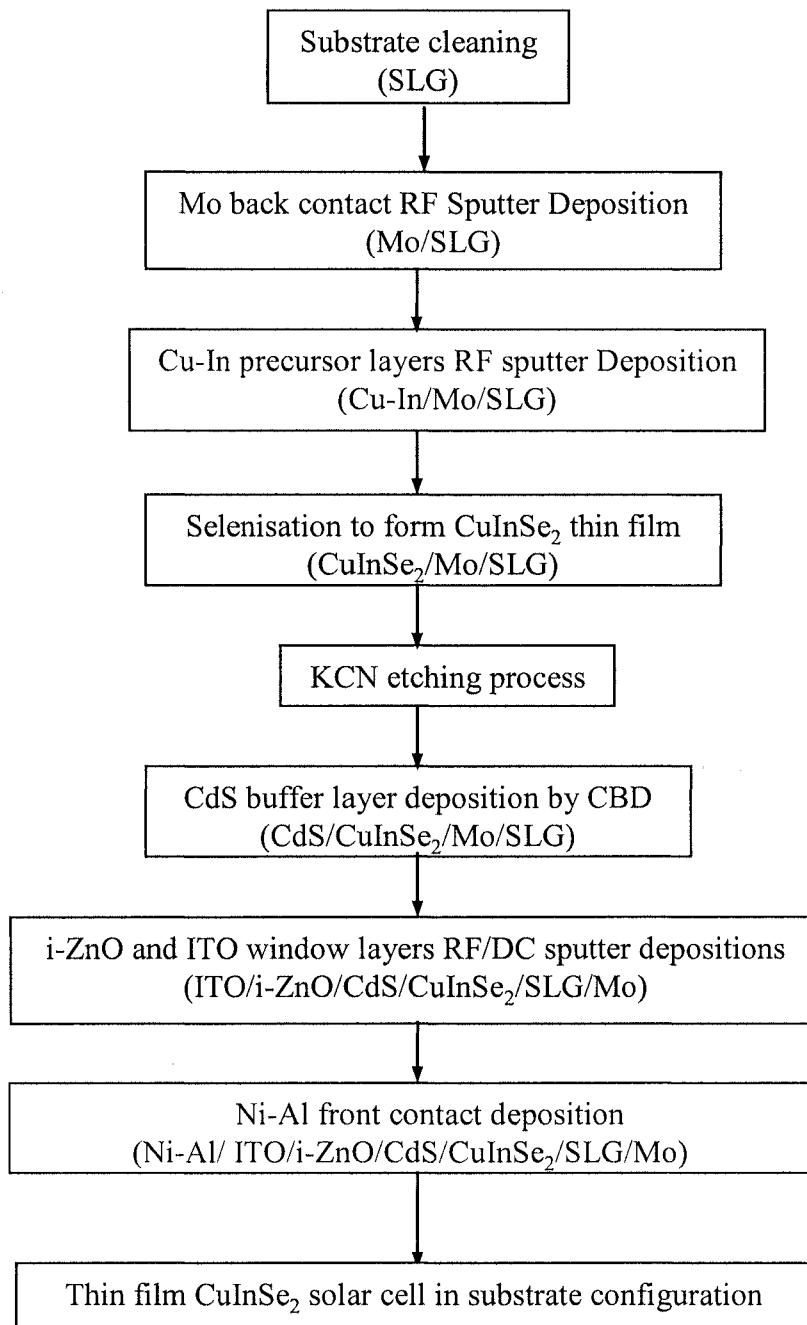 Substrate cleaning
(SLG)
Mo back contact RF Sputter Deposition
(Mo/SLG)
Cu-In precursor layers RF sputter Deposition
(Cu-In/Mo/SLG)
Selenisation to form CuInSe₂ thin film
(CuInSe₂/Mo/SLG)
KCN etching process
CdS buffer layer deposition by CBD
(CdS/CuInSe₂/Mo/SLG)
i-ZnO and ITO window layers RF/DC sputter depositions
(ITO/i-ZnO/CdS/CuInSe₂/SLG/Mo)
Ni-Al front contact deposition
(Ni-Al/ ITO/i-ZnO/CdS/CuInSe₂/SLG/Mo)
Thin film CuInSe₂ solar cell in substrate configuration